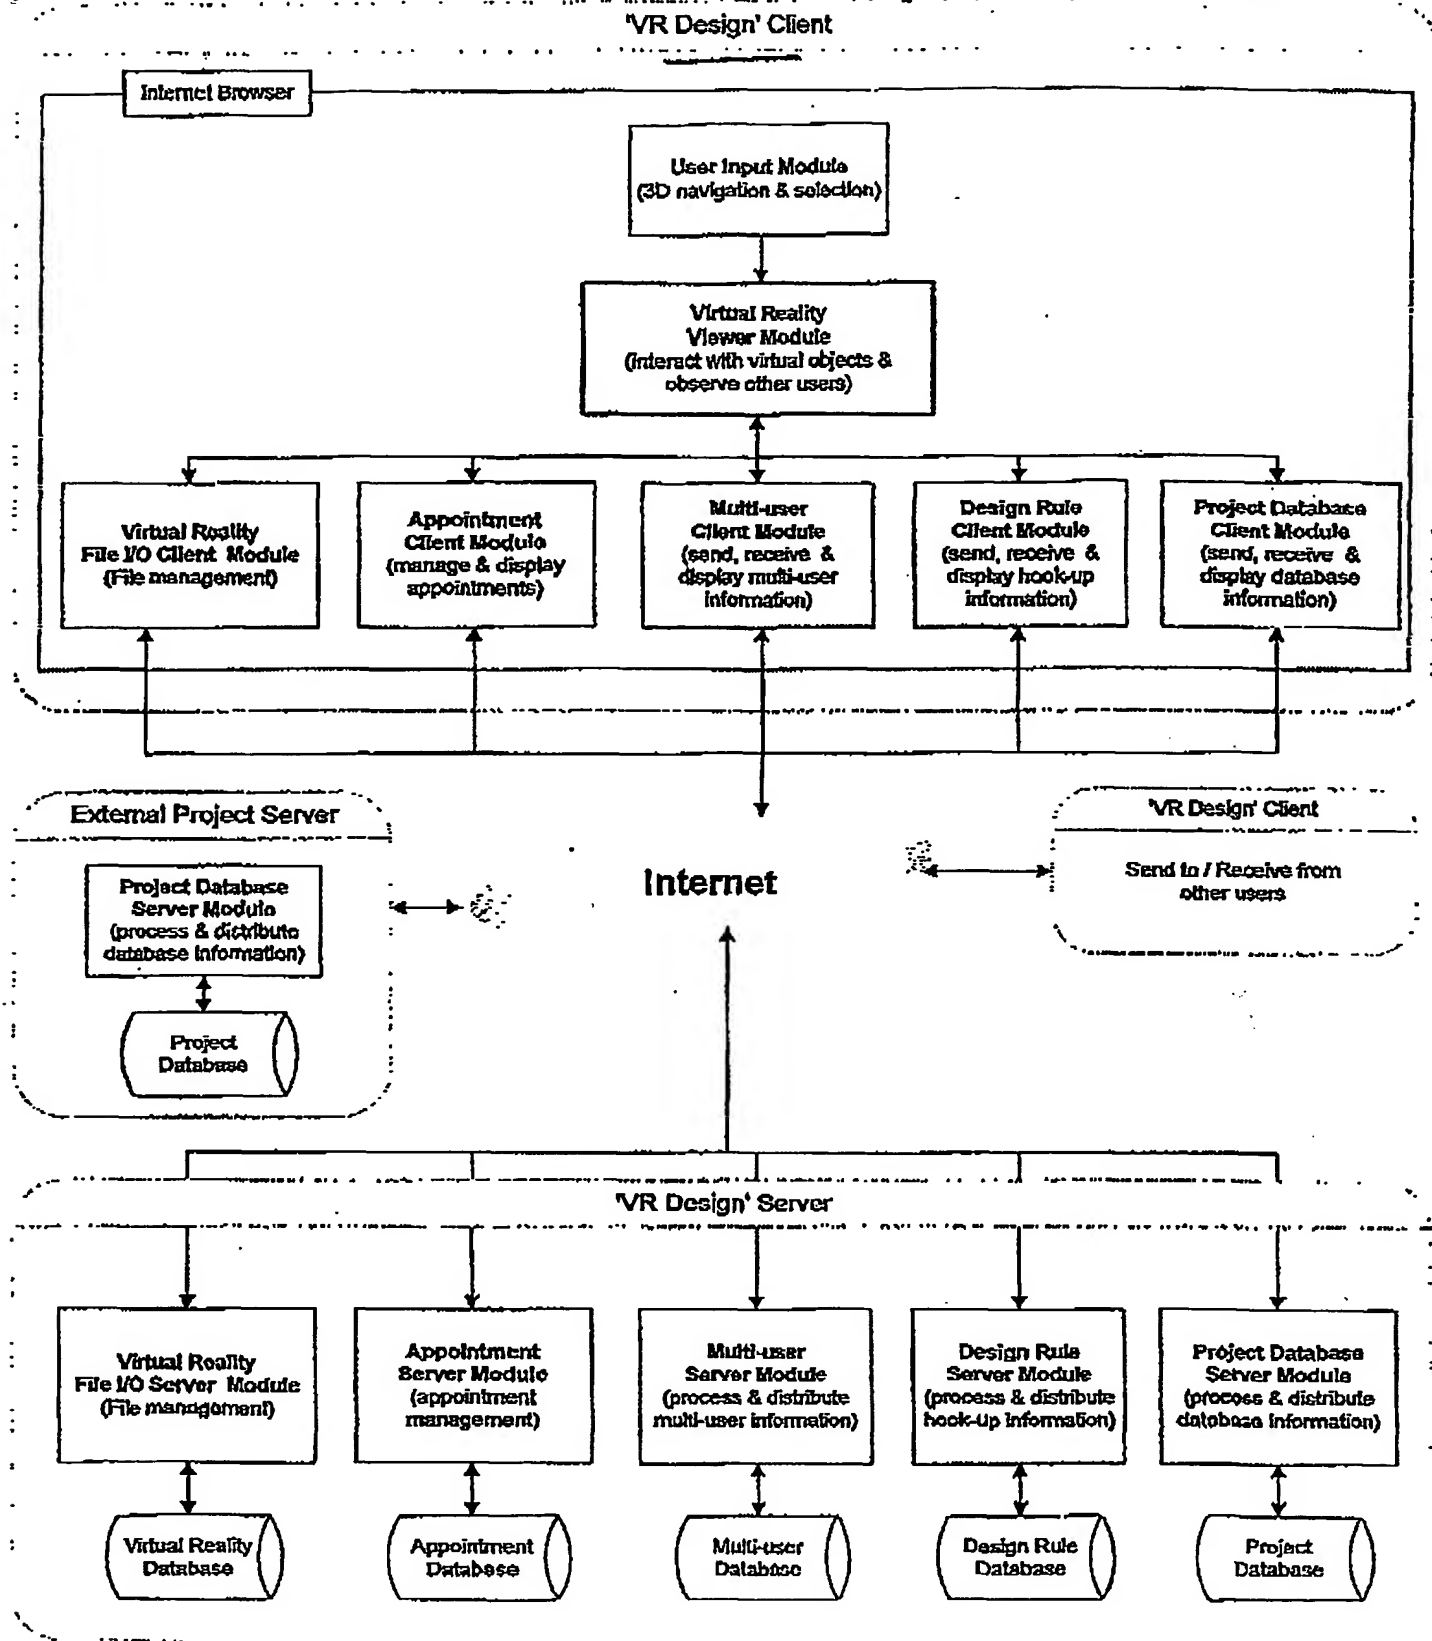 'VR Design' Client
Internet Browser
User Input Module
(3D navigation & selection)
Virtual Reality
Viewer Module
(interact with virtual objects &
observe other users)
Virtual Reality
File I/O Client Module
(File management)
Appointment
Client Module
(manage & display
appointments)
Multi-user
Client Module
(send, receive &
display multi-user
information)
Design Rule
Client Module
(send, receive &
display hook-up
information)
Project Database
Client Module
(send, receive &
display database
information)
External Project Server
Project Database
Server Module
(process & distribute
database information)
Project
Database
Internet
'VR Design' Client
Send to / Receive from
other users
'VR Design' Server
Virtual Reality
File I/O Server Module
(File management)
Appointment
Server Module
(appointment
management)
Multi-user
Server Module
(process & distribute
multi-user information)
Design Rule
Server Module
(process & distribute
hook-up information)
Project Database
Server Module
(process & distribute
database information)
Virtual Reality
Database
Appointment
Database
Multi-user
Database
Design Rule
Database
Project
Database